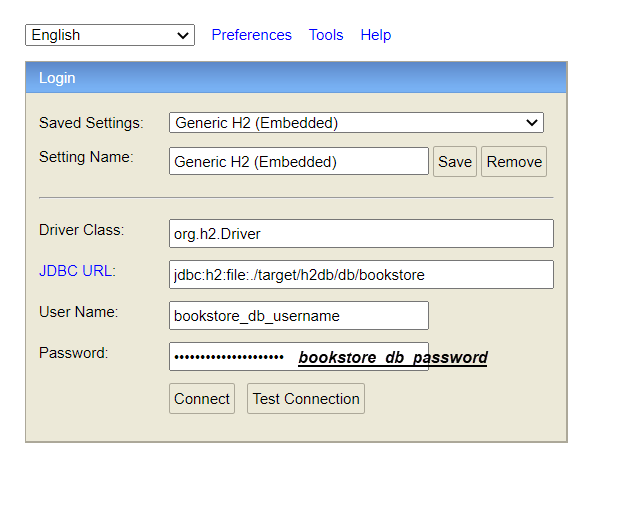 English Preferences Tools Help
Login
Saved Settings: Generic H2 (Embedded)
Setting Name: Generic H2 (Embedded) Save Remove
Driver Class: org.h2.Driver
JDBC URL: jdbc:h2:file:./target/h2db/db/bookstore
User Name: bookstore_db_username
Password: ••••••••••••••••••••• bookstore_db_password
Connect Test Connection